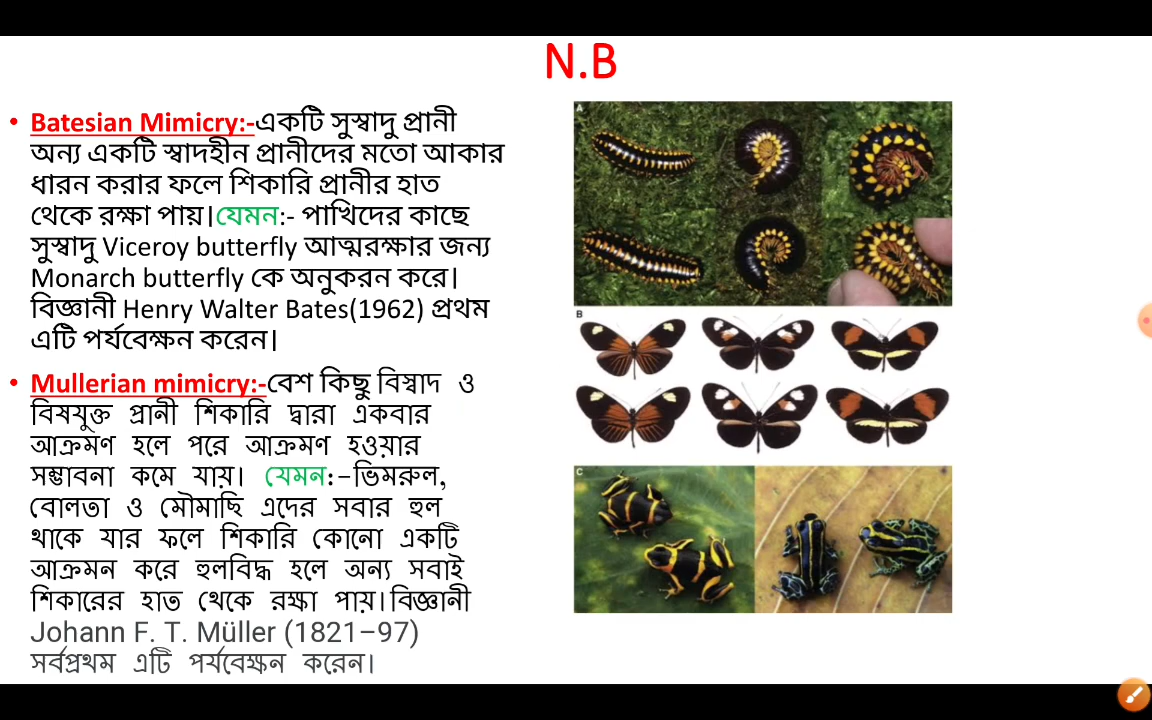 N.B
• Batesian Mimicry:-একটি সুস্বাদু প্রানী
অন্য একটি স্বাদহীন প্রানীদের মতো আকার
ধারন করার ফলে শিকারি প্রানীর হাত
থেকে রক্ষা পায়।যেমন:- পাখিদের কাছে
সুস্বাদু Viceroy butterfly আত্মরক্ষার জন্য
Monarch butterfly কে অনুকরন করে।
বিজ্ঞানী Henry Walter Bates(1962) প্রথম
এটি পর্যবেক্ষন করেন।
• Mullerian mimicry:-বেশ কিছু বিস্বাদ ও
বিষযুক্ত প্রানী শিকারি দ্বারা একবার
আক্রমণ হলে পরে আক্রমণ হওয়ার
সম্ভাবনা কমে যায়। যেমন:–ভিমরুল,
বোলতা ও মৌমাছি এদের সবার হুল
থাকে যার ফলে শিকারি কোনো একটি
আক্রমন করে হুলবিদ্ধ হলে অন্য সবাই
শিকারের হাত থেকে রক্ষা পায়।বিজ্ঞানী
Johann F. T. Müller (1821–97)
সর্বপ্রথম এটি পর্যবেক্ষন করেন।
A
B
C